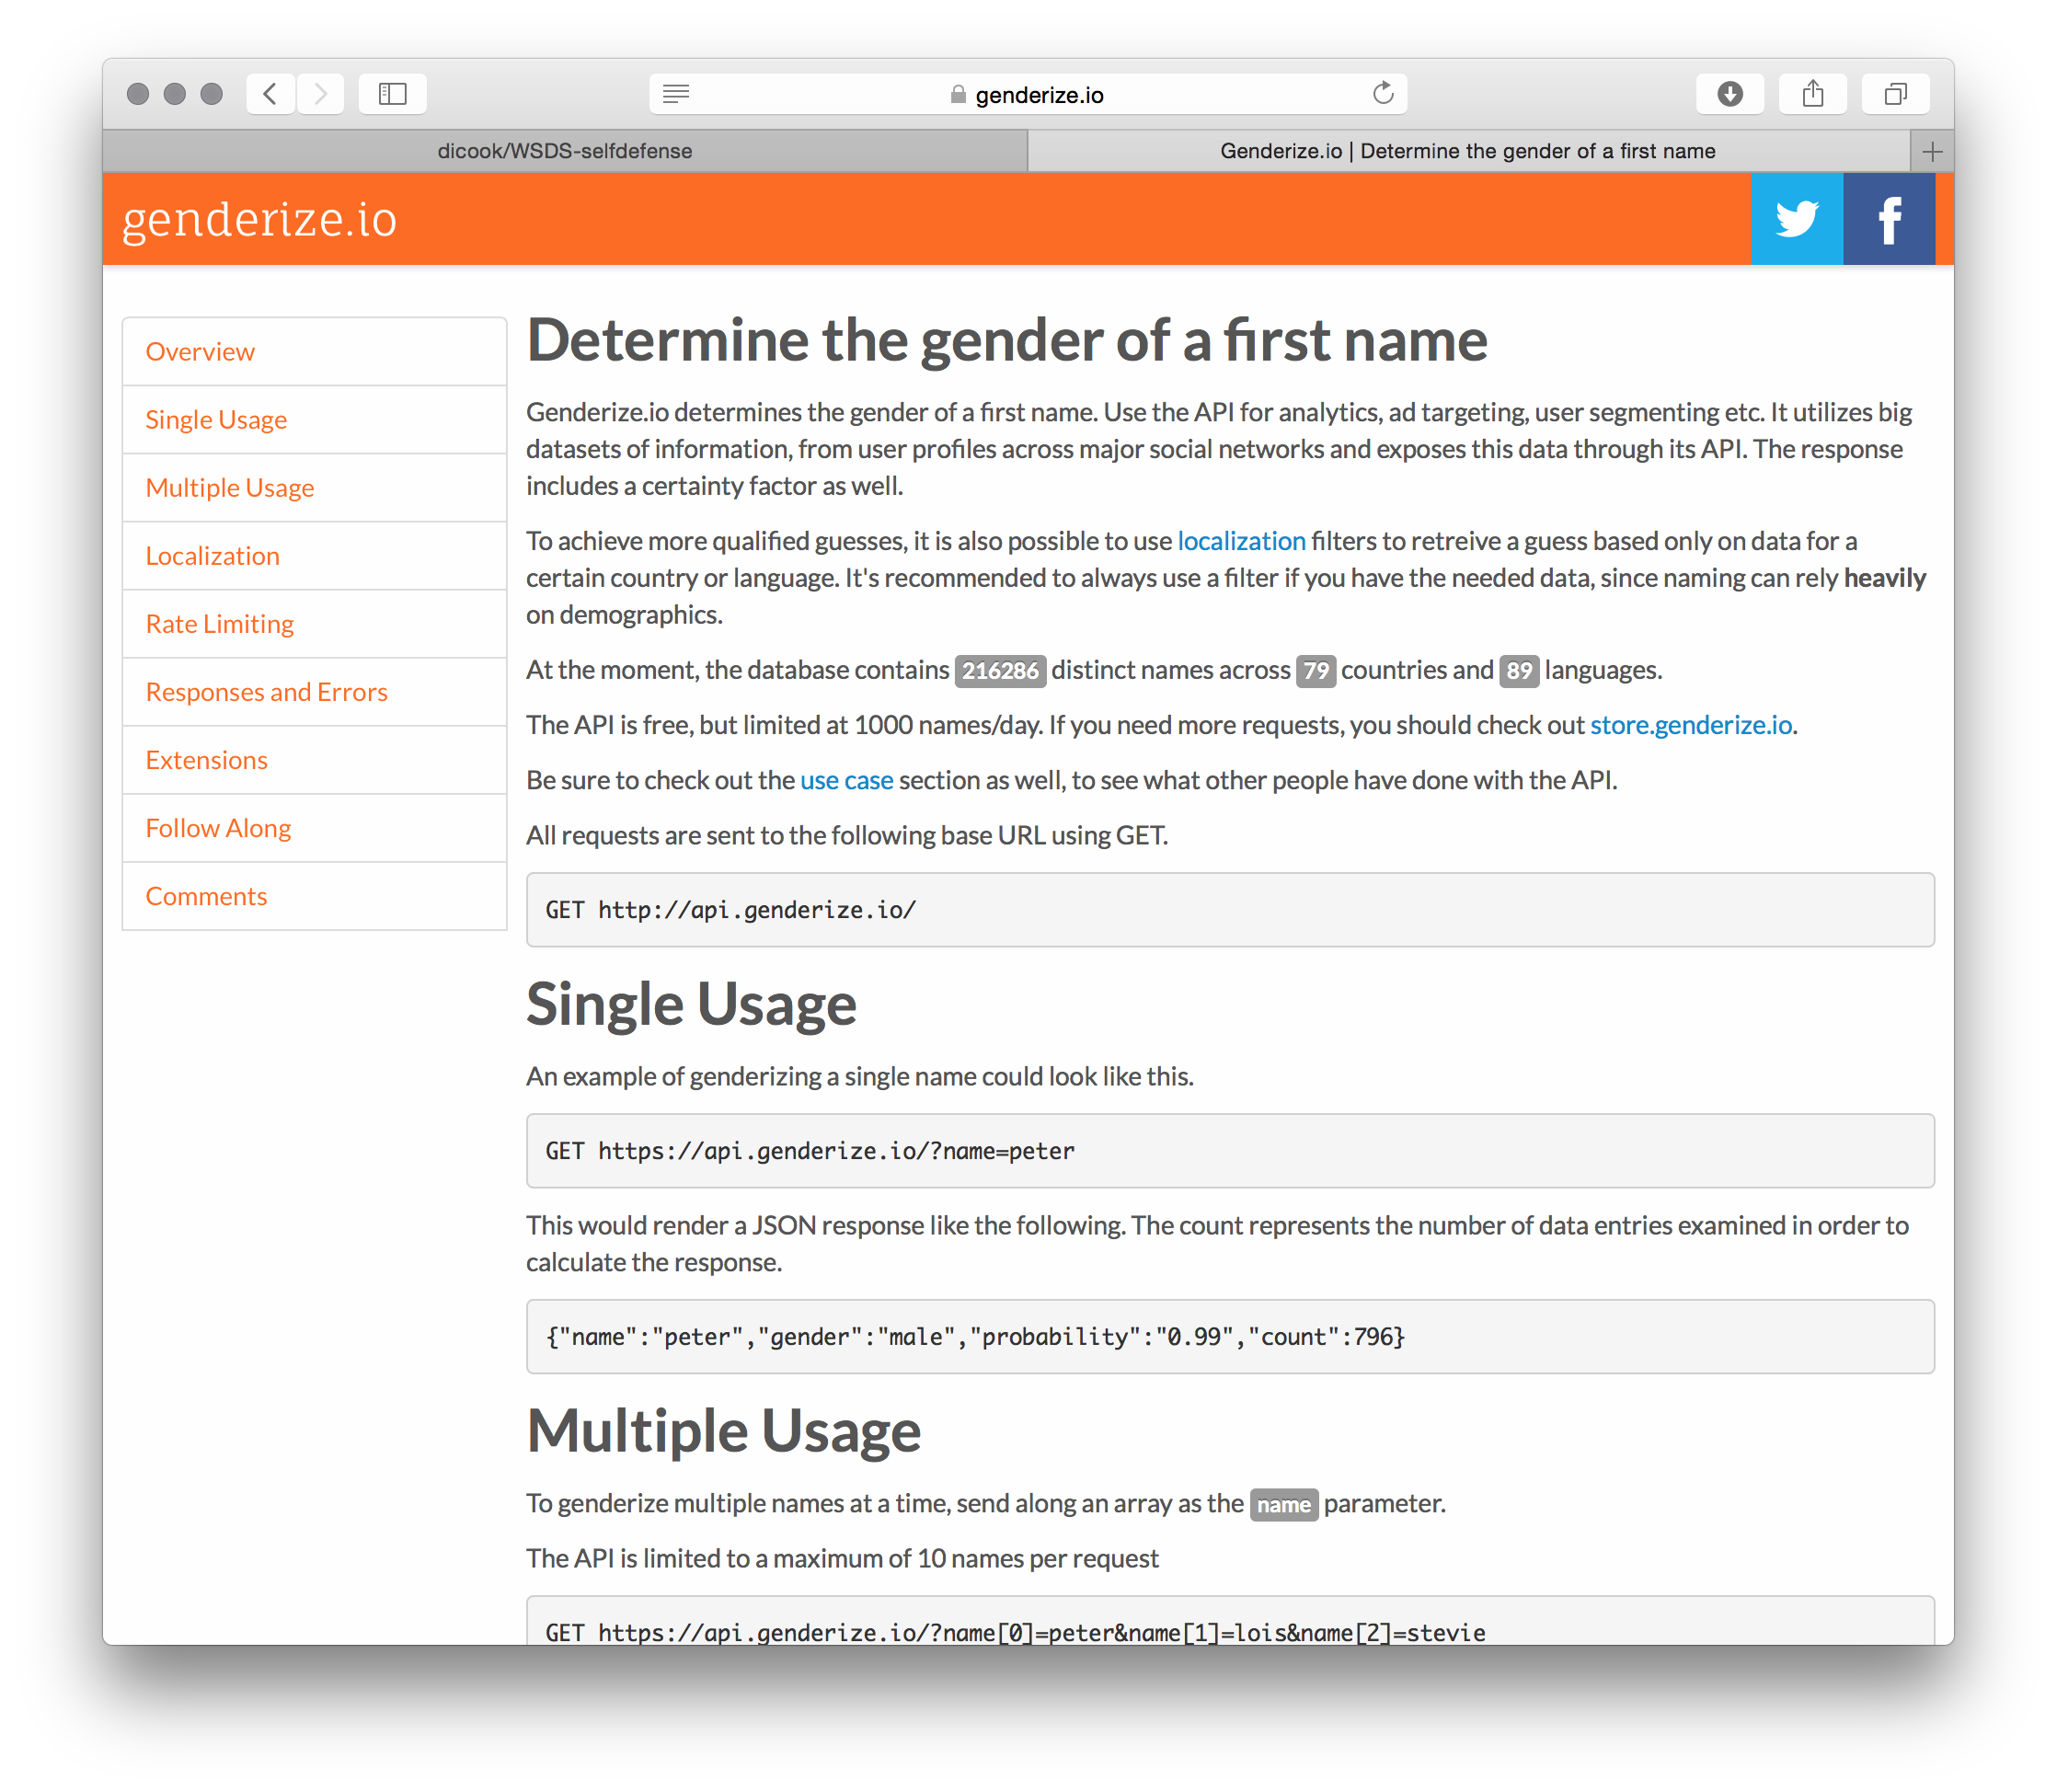 genderize.io
dicook/WSDS-selfdefense
Genderize.io | Determine the gender of a first name
genderize.io
Overview
Single Usage
Multiple Usage
Localization
Rate Limiting
Responses and Errors
Extensions
Follow Along
Comments
Determine the gender of a first name
Genderize.io determines the gender of a first name. Use the API for analytics, ad targeting, user segmenting etc. It utilizes big
datasets of information, from user profiles across major social networks and exposes this data through its API. The response
includes a certainty factor as well.
To achieve more qualified guesses, it is also possible to use localization filters to retreive a guess based only on data for a
certain country or language. It's recommended to always use a filter if you have the needed data, since naming can rely heavily
on demographics.
At the moment, the database contains 216286 distinct names across 79 countries and 89 languages.
The API is free, but limited at 1000 names/day. If you need more requests, you should check out store.genderize.io.
Be sure to check out the use case section as well, to see what other people have done with the API.
All requests are sent to the following base URL using GET.
GET http://api.genderize.io/
Single Usage
An example of genderizing a single name could look like this.
GET https://api.genderize.io/?name=peter
This would render a JSON response like the following. The count represents the number of data entries examined in order to
calculate the response.
{"name":"peter","gender":"male","probability":"0.99","count":796}
Multiple Usage
To genderize multiple names at a time, send along an array as the name parameter.
The API is limited to a maximum of 10 names per request
GET https://api.genderize.io/?name[0]=peter&name[1]=lois&name[2]=stevie